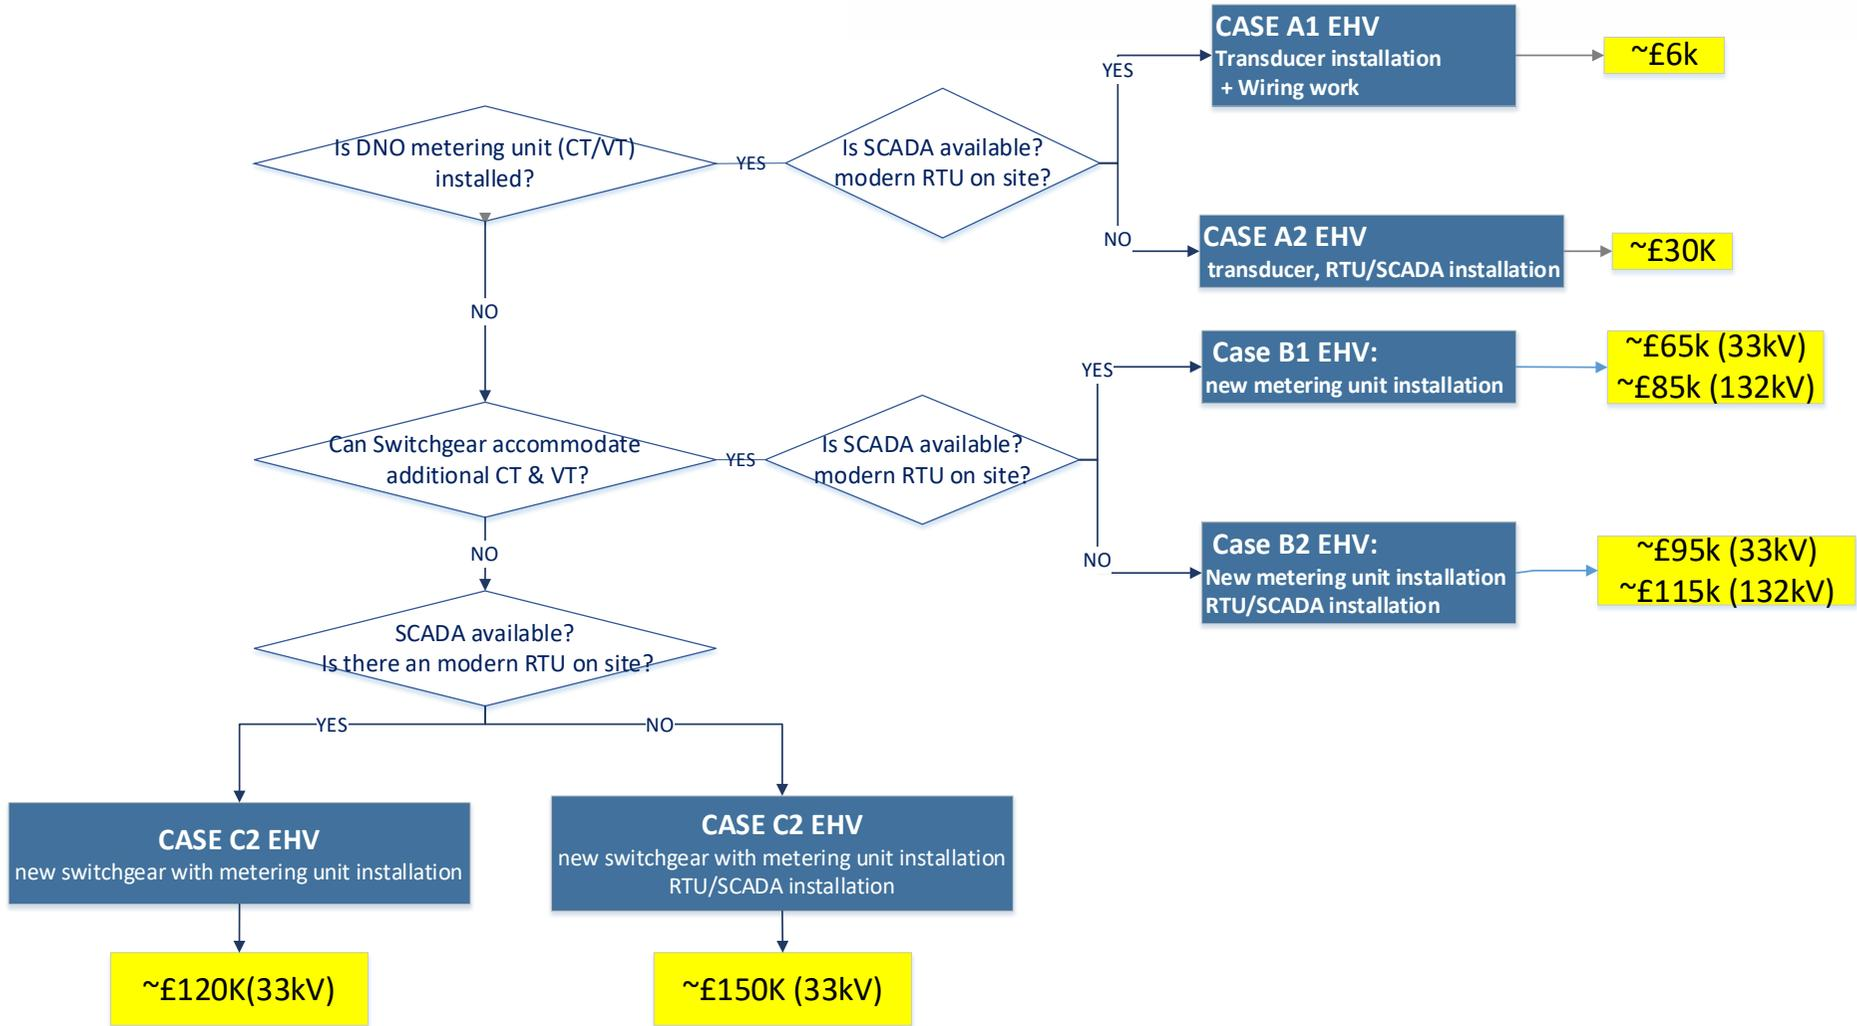 CASE A1 EHV
Transducer installation
+ Wiring work
~£6k
YES
Is DNO metering unit (CT/VT)
installed?
YES
Is SCADA available?
modern RTU on site?
NO
CASE A2 EHV
transducer, RTU/SCADA installation
~£30K
NO
Case B1 EHV:
new metering unit installation
~£65k (33kV)
~£85k (132kV)
YES
Can Switchgear accommodate
additional CT & VT?
YES
Is SCADA available?
modern RTU on site?
NO
Case B2 EHV:
New metering unit installation
RTU/SCADA installation
~£95k (33kV)
~£115k (132kV)
NO
SCADA available?
Is there an modern RTU on site?
YES
NO
CASE C2 EHV
new switchgear with metering unit installation
CASE C2 EHV
new switchgear with metering unit installation
RTU/SCADA installation
~£120K(33kV)
~£150K (33kV)